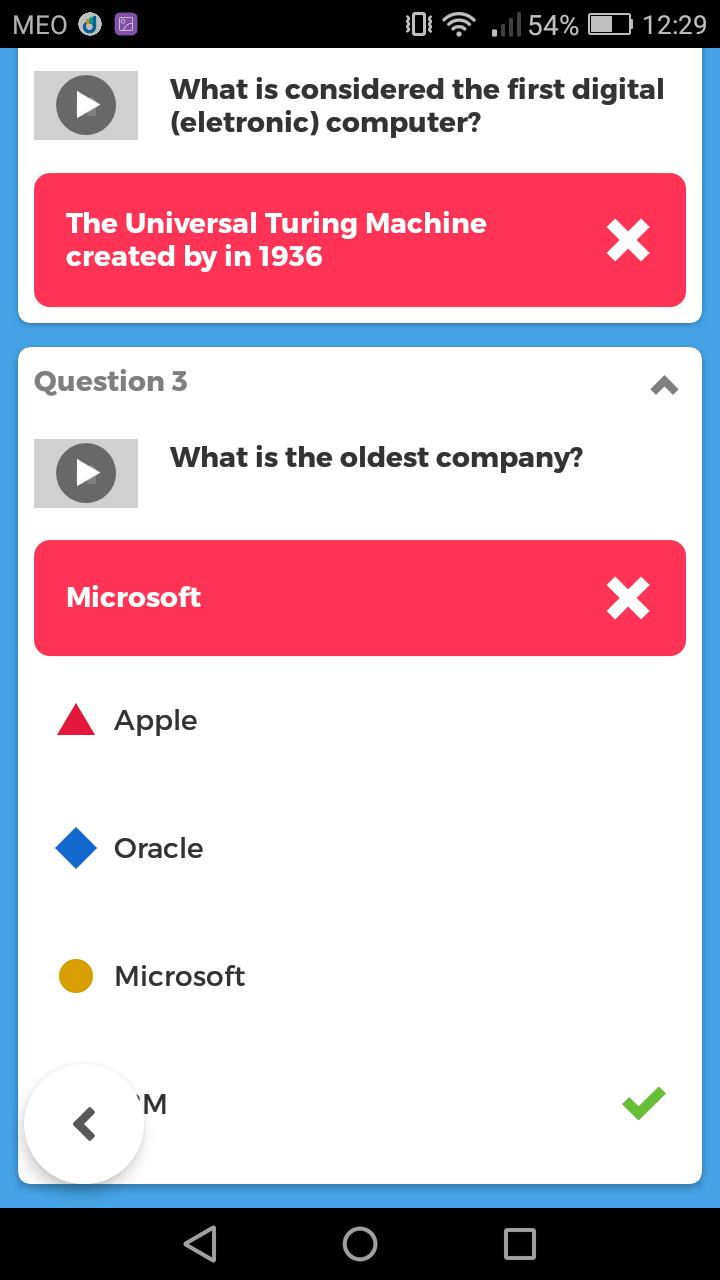 MEO 54% 12:29
What is considered the first digital
(eletronic) computer?
The Universal Turing Machine
created by in 1936
Question 3
What is the oldest company?
Microsoft
Apple
Oracle
Microsoft
M